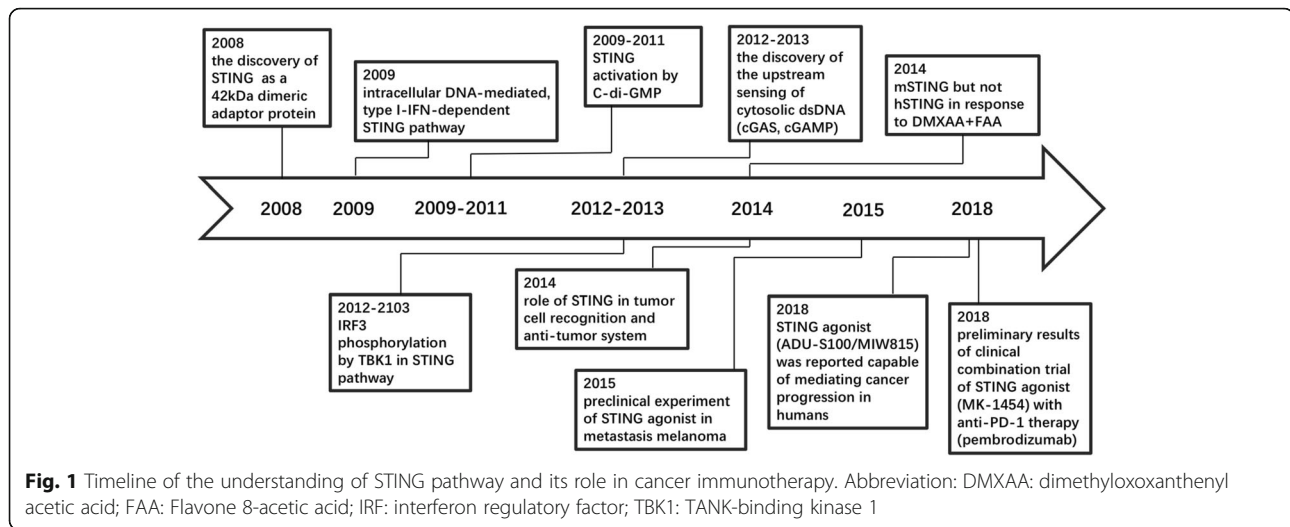 2008
the discovery of
STING as a
42kDa dimeric
adaptor protein
2009
intracellular DNA-mediated,
type I-IFN-dependent
STING pathway
2009-2011
STING
activation by
C-di-GMP
2012-2013
the discovery of
the upstream
sensing of
cytosolic dsDNA
(cGAS, cGAMP)
2014
mSTING but not
hSTING in response
to DMXAA+FAA
2008
2009
2009-2011
2012-2013
2014
2015
2018
2012-2103
IRF3
phosphorylation
by TBK1 in STING
pathway
2014
role of STING in tumor
cell recognition and
anti-tumor system
2015
preclinical experiment
of STING agonist in
metastasis melanoma
2018
STING agonist
(ADU-S100/MIW815)
was reported capable
of mediating cancer
progression in
humans
2018
preliminary results
of clinical
combination trial
of STING agonist
(MK-1454) with
anti-PD-1 therapy
(pembrodizumab)
Fig. 1 Timeline of the understanding of STING pathway and its role in cancer immunotherapy. Abbreviation: DMXAA: dimethyloxoxanthenyl
acetic acid; FAA: Flavone 8-acetic acid; IRF: interferon regulatory factor; TBK1: TANK-binding kinase 1